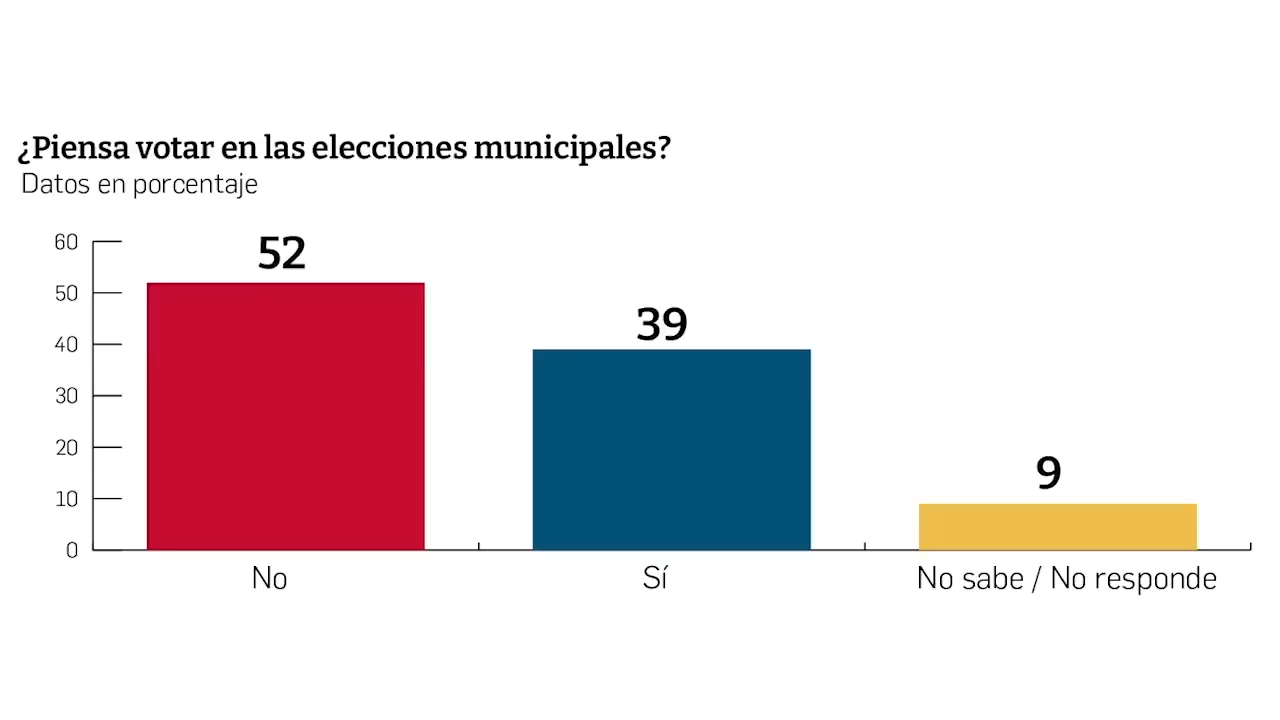 ¿Piensa votar en las elecciones municipales?
Datos en porcentaje
60
50
40
30
20
10
0
52
39
9
No
Sí
No sabe / No responde